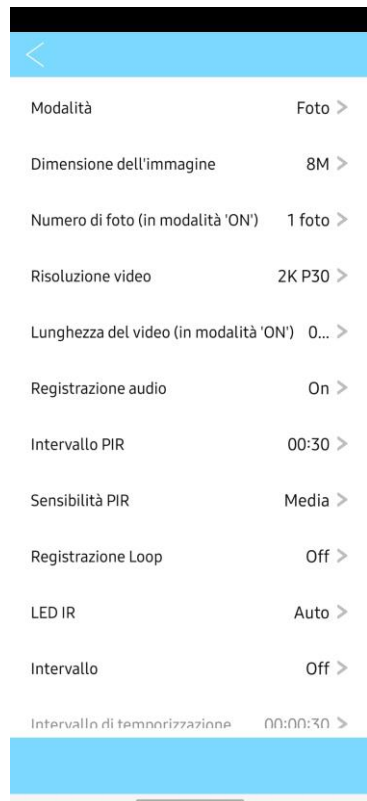 Modalità Foto >
Dimensione dell'immagine 8M >
Numero di foto (in modalità 'ON') 1 foto >
Risoluzione video 2K P30 >
Lunghezza del video (in modalità 'ON') 0... >
Registrazione audio On >
Intervallo PIR 00:30 >
Sensibilità PIR Media >
Registrazione Loop Off >
LED IR Auto >
Intervallo Off >
Intervallo di temporizzazione 00:00:30 >